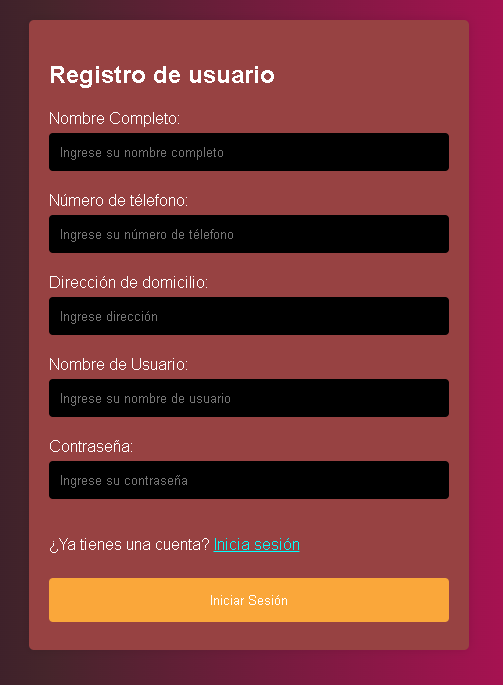 Registro de usuario
Nombre Completo:
Ingrese su nombre completo
Número de télefono:
Ingrese su número de télefono
Dirección de domicilio:
Ingrese dirección
Nombre de Usuario:
Ingrese su nombre de usuario
Contraseña:
Ingrese su contraseña
¿Ya tienes una cuenta? Inicia sesión
Iniciar Sesión